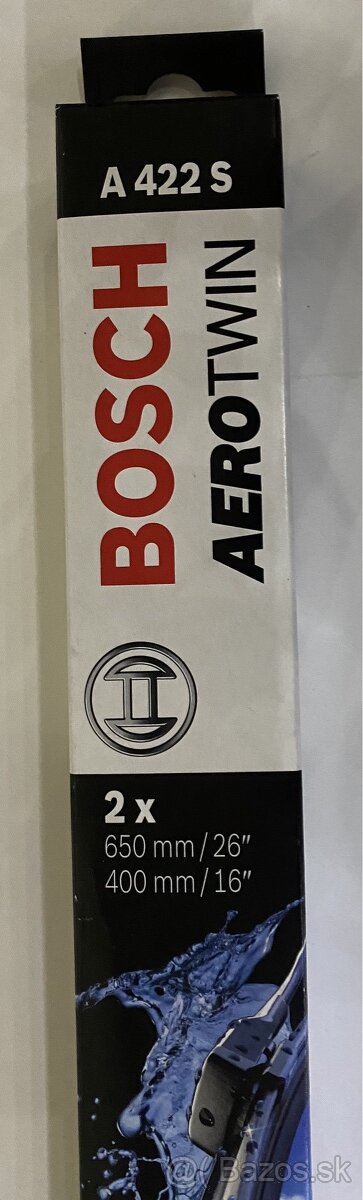 A 422 S
BOSCH
AEROTWIN
2 x
650 mm / 26"
400 mm / 16"
Bazos.sk